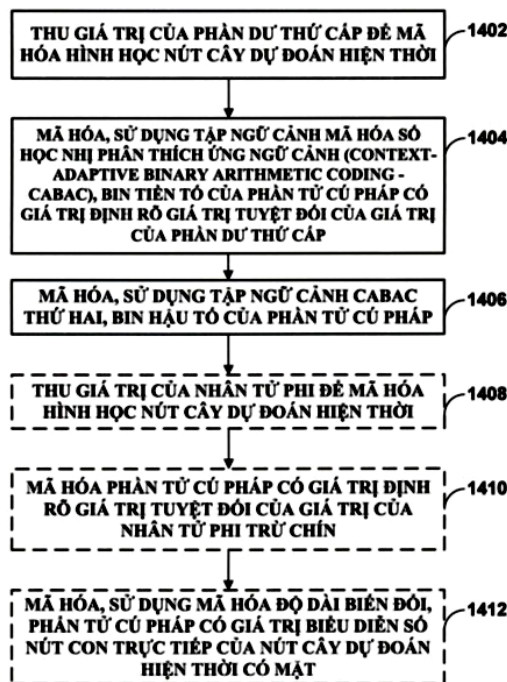 THU GIÁ TRỊ CỦA PHẦN DƯ THỨ CẤP ĐỂ MÃ
HÓA HÌNH HỌC NÚT CÂY DỰ ĐOÁN HIỆN THỜI
1402
MÃ HÓA, SỬ DỤNG TẬP NGỮ CẢNH MÃ HÓA SỐ
HỌC NHỊ PHÂN THÍCH ỨNG NGỮ CẢNH (CONTEXT-
ADAPTIVE BINARY ARITHMETIC CODING -
CABAC), BIN TIỀN TỐ CỦA PHẦN TỬ CÚ PHÁP CÓ
GIÁ TRỊ ĐỊNH RÕ GIÁ TRỊ TUYỆT ĐỐI CỦA GIÁ TRỊ
CỦA PHẦN DƯ THỨ CẤP
1404
MÃ HÓA, SỬ DỤNG TẬP NGỮ CẢNH CABAC
THỨ HAI, BIN HẬU TỐ CỦA PHẦN TỬ CÚ PHÁP
1406
THU GIÁ TRỊ CỦA NHÂN TỬ PHI ĐỂ MÃ HÓA
HÌNH HỌC NÚT CÂY DỰ ĐOÁN HIỆN THỜI
1408
MÃ HÓA PHẦN TỬ CÚ PHÁP CÓ GIÁ TRỊ ĐỊNH
RÕ GIÁ TRỊ TUYỆT ĐỐI CỦA GIÁ TRỊ CỦA
NHÂN TỬ PHI TRỪ CHÍN
1410
MÃ HÓA, SỬ DỤNG MÃ HÓA ĐỘ DÀI BIẾN ĐỔI,
PHẦN TỬ CÚ PHÁP CÓ GIÁ TRỊ BIỂU DIỄN SỐ
NÚT CON TRỰC TIẾP CỦA NÚT CÂY DỰ ĐOÁN
HIỆN THỜI CÓ MẶT
1412